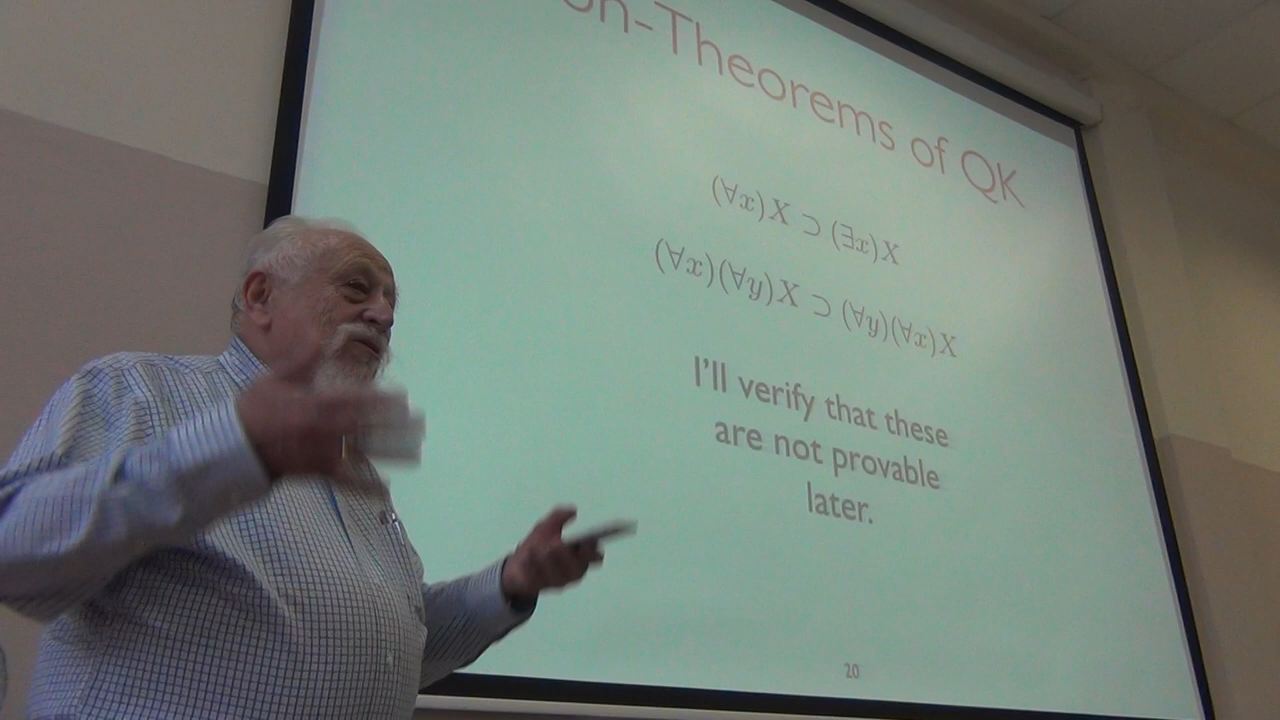 on-Theorems of QK
(∀x)X ⊃ (∃x)X
(∀x)(∀y)X ⊃ (∀y)(∀x)X
I'll verify that these
are not provable
later.
20